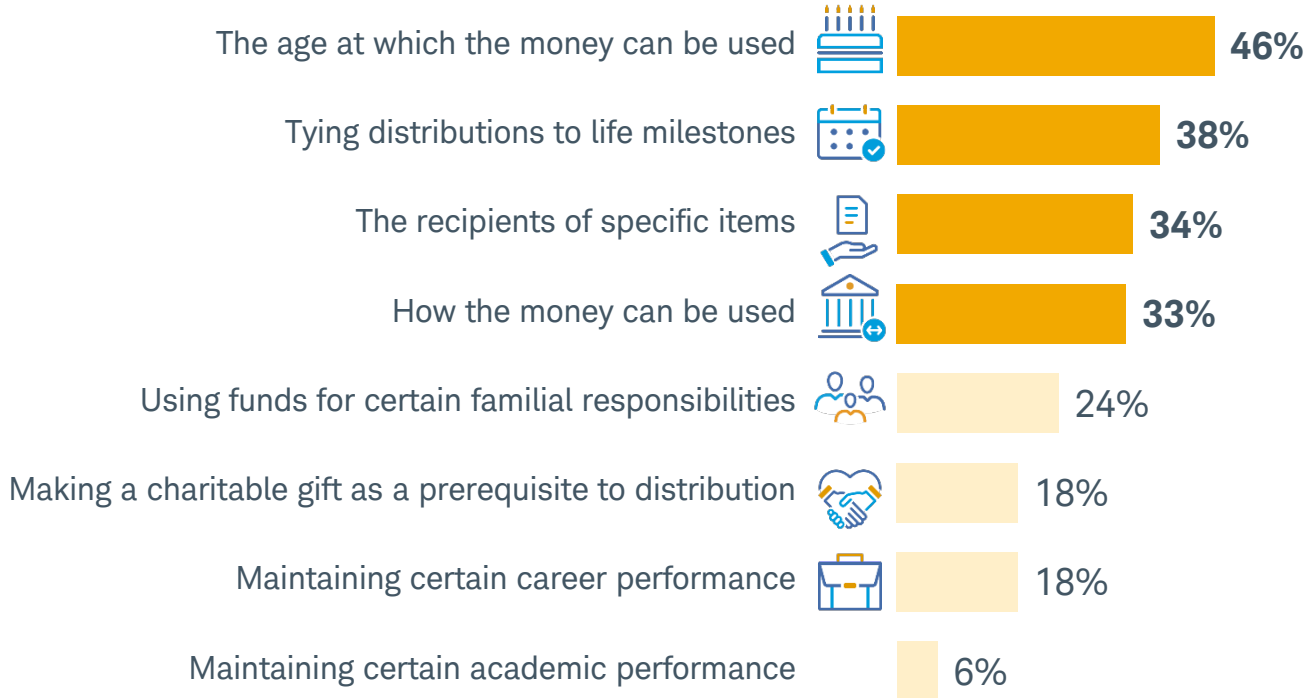 The age at which the money can be used 46%
Tying distributions to life milestones 38%
The recipients of specific items 34%
How the money can be used 33%
Using funds for certain familial responsibilities 24%
Making a charitable gift as a prerequisite to distribution 18%
Maintaining certain career performance 18%
Maintaining certain academic performance 6%